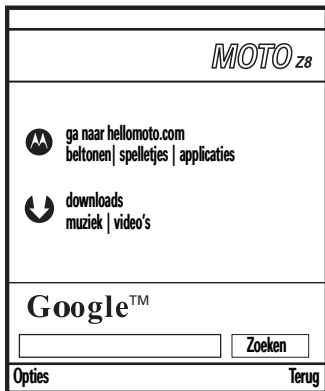 MOTO Z8
ga naar hellomoto.com
beltonen| spelletjes | applicaties
downloads
muziek | video's
Google™
Zoeken
Opties Terug